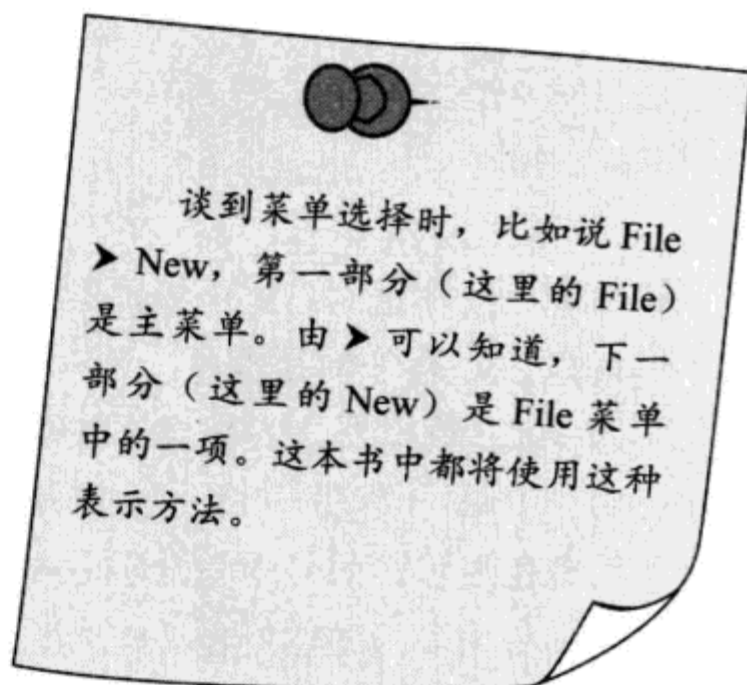 谈到菜单选择时，比如说 File
➤ New，第一部分（这里的 File）
是主菜单。由 ➤ 可以知道，下一
部分（这里的 New）是 File 菜单
中的一项。这本书中都将使用这种
表示方法。